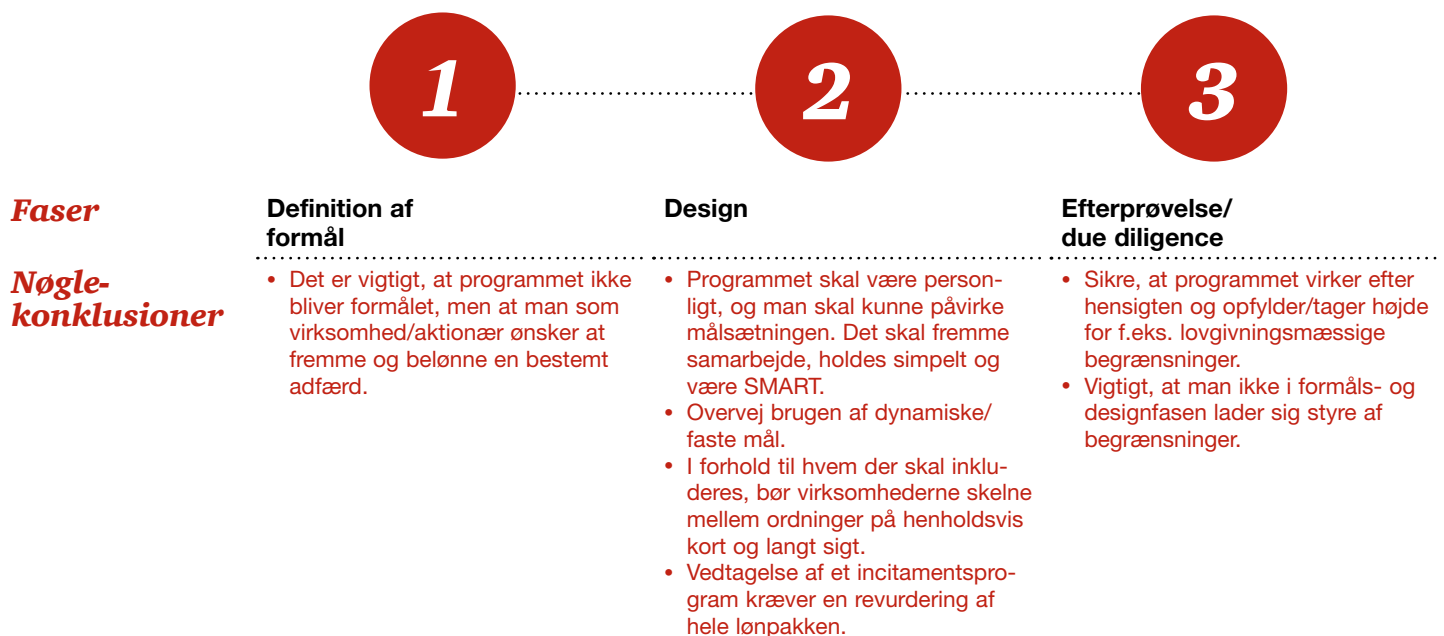 1
2
3
Faser
Definition af
formål
Design
Efterprøvelse/
due diligence
Nøgle-
konklusioner
• Det er vigtigt, at programmet ikke
bliver formålet, men at man som
virksomhed/aktionær ønsker at
fremme og belønne en bestemt
adfærd.
• Programmet skal være person-
ligt, og man skal kunne påvirke
målsætningen. Det skal fremme
samarbejde, holdes simpelt og
være SMART.
• Overvej brugen af dynamiske/
faste mål.
• I forhold til hvem der skal inklu-
deres, bør virksomhederne skelne
mellem ordninger på henholdsvis
kort og langt sigt.
• Vedtagelse af et incitamentspro-
gram kræver en revurdering af
hele lønpakken.
• Sikre, at programmet virker efter
hensigten og opfylder/tager højde
for f.eks. lovgivningsmæssige
begrænsninger.
• Vigtigt, at man ikke i formåls- og
designfasen lader sig styre af
begrænsninger.